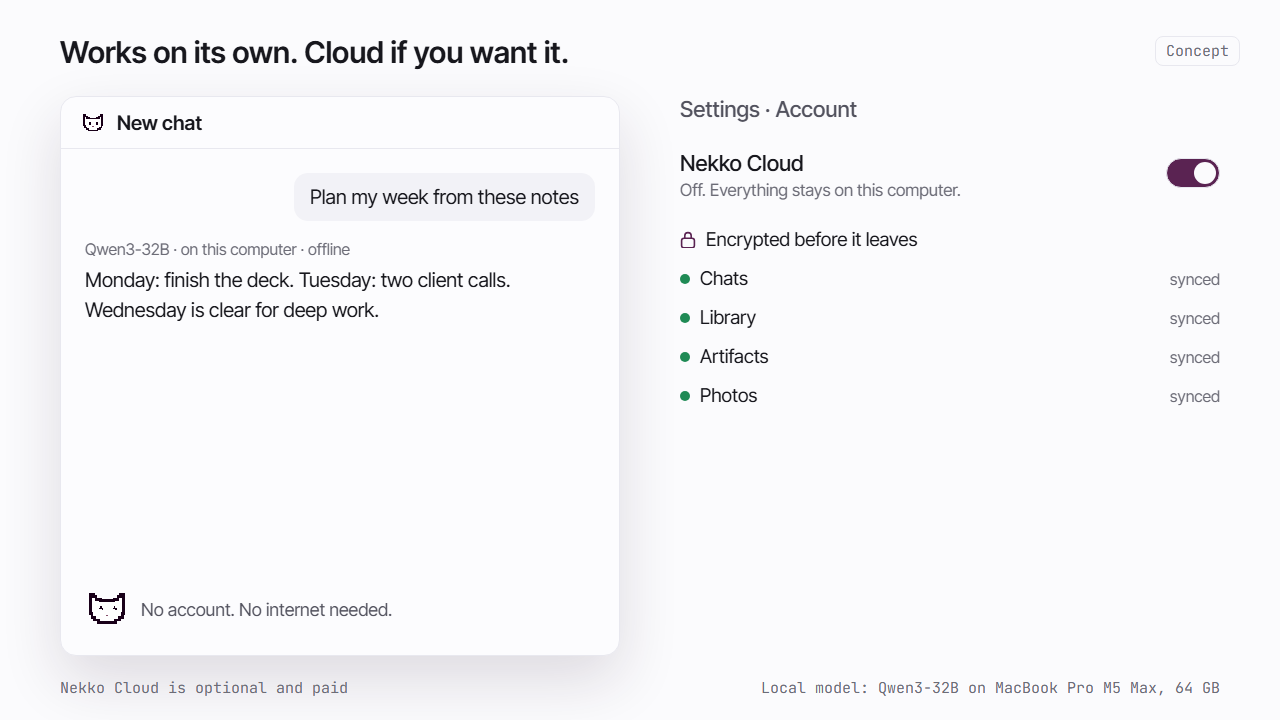 Works on its own. Cloud if you want it.
Concept
New chat
Plan my week from these notes
Qwen3-32B · on this computer · offline
Monday: finish the deck. Tuesday: two client calls.
Wednesday is clear for deep work.
No account. No internet needed.
Settings · Account
Nekko Cloud
Off. Everything stays on this computer.
Encrypted before it leaves
Chats synced
Library synced
Artifacts synced
Photos synced
Nekko Cloud is optional and paid
Local model: Qwen3-32B on MacBook Pro M5 Max, 64 GB